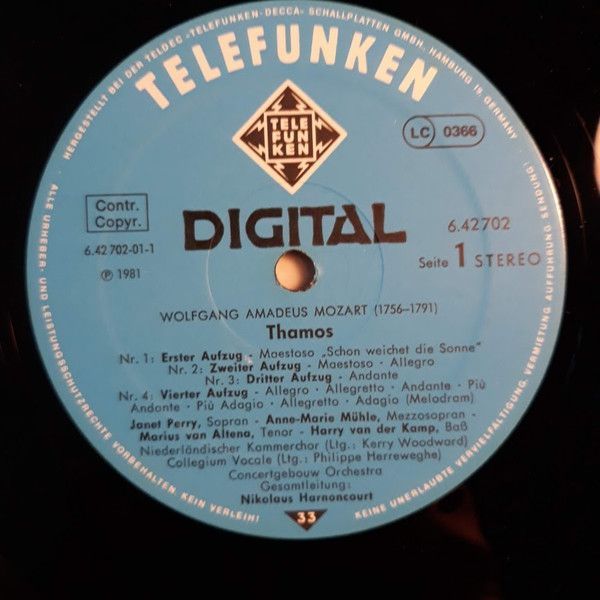 HERGESTELLT BEI DER TELDEC »TELEFUNKEN-DECCA« SCHALLPLATTEN GMBH, HAMBURG 19, GERMANY
TELEFUNKEN
TELE
FUN
KEN
LC 0366
Contr.
Copyr.
DIGITAL
6.42702
6.42 702-01-1
Seite 1 STEREO
Ⓟ 1981
WOLFGANG AMADEUS MOZART (1756–1791)
Thamos
Nr. 1: Erster Aufzug - Maestoso „Schon weichet die Sonne“
Nr. 2: Zweiter Aufzug - Maestoso · Allegro
Nr. 3: Dritter Aufzug - Andante
Nr. 4: Vierter Aufzug - Allegro · Allegretto · Andante · Più
Andante · Più Adagio · Allegretto · Adagio (Melodram)
Janet Perry, Sopran - Anne-Marie Mühle, Mezzosopran -
Marius van Altena, Tenor - Harry van der Kamp, Baß
Niederländischer Kammerchor (Ltg.: Kerry Woodward)
Collegium Vocale (Ltg.: Philippe Herreweghe)
Concertgebouw Orchestra
Gesamtleitung:
Nikolaus Harnoncourt
33
ALLE URHEBER- UND LEISTUNGSSCHUTZRECHTE VORBEHALTEN. KEIN VERLEIH!
KEINE UNERLAUBTE VERVIELFÄLTIGUNG, VERMIETUNG, AUFFÜHRUNG, SENDUNG!